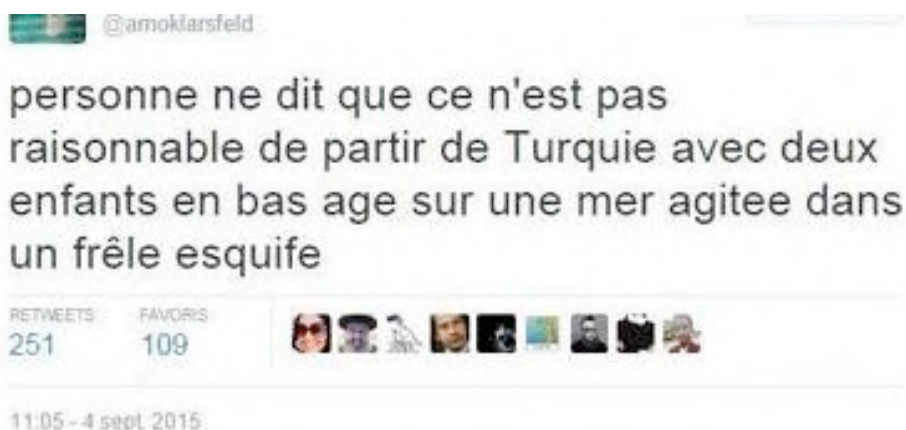 @arnoklarsfeld
personne ne dit que ce n'est pas
raisonnable de partir de Turquie avec deux
enfants en bas age sur une mer agitee dans
un frêle esquife
RETWEETS FAVORIS
251 109
11:05 - 4 sept. 2015